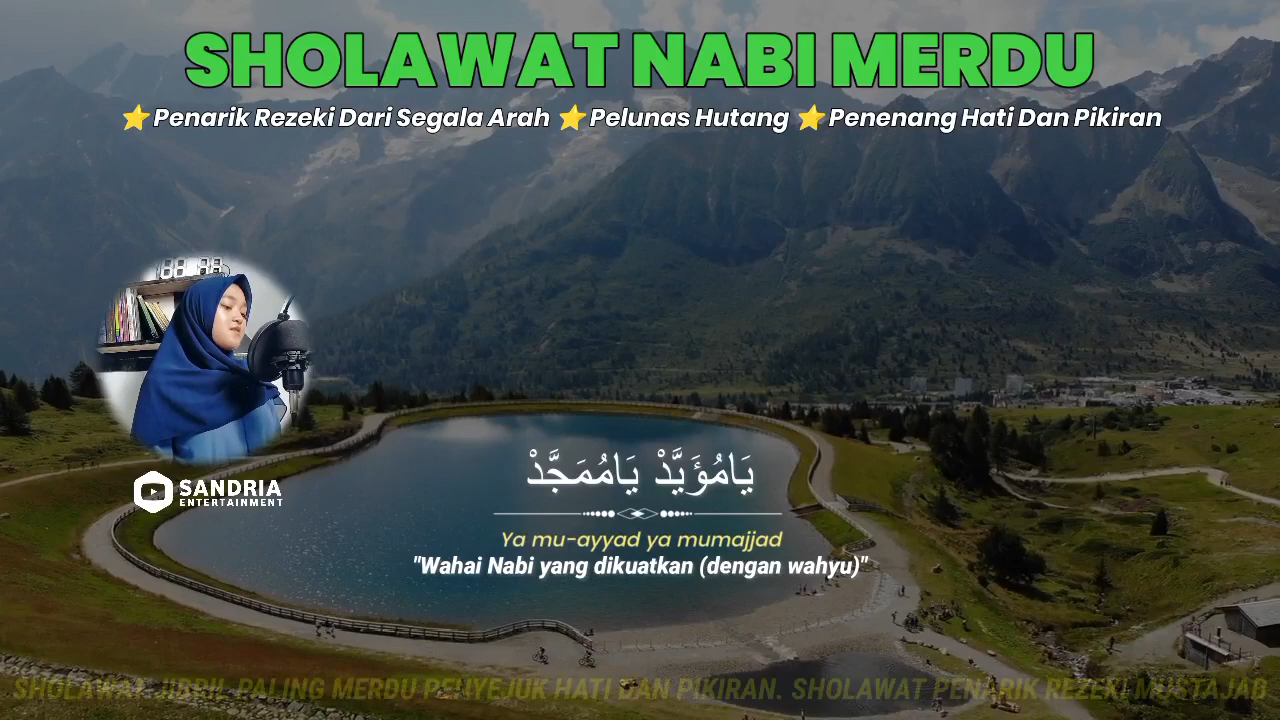 SHOLAWAT NABI MERDU
⭐Penarik Rezeki Dari Segala Arah ⭐Pelunas Hutang ⭐Penenang Hati Dan Pikiran
SANDRIA
ENTERTAINMENT
يَامُؤَيَّدْ يَامُمَجَّدْ
Ya mu-ayyad ya mumajjad
"Wahai Nabi yang dikuatkan (dengan wahyu)"
SHOLAWAT JIBRIL PALING MERDU PENYEJUK HATI DAN PIKIRAN. SHOLAWAT PENARIK REZEKI MUSTAJAB